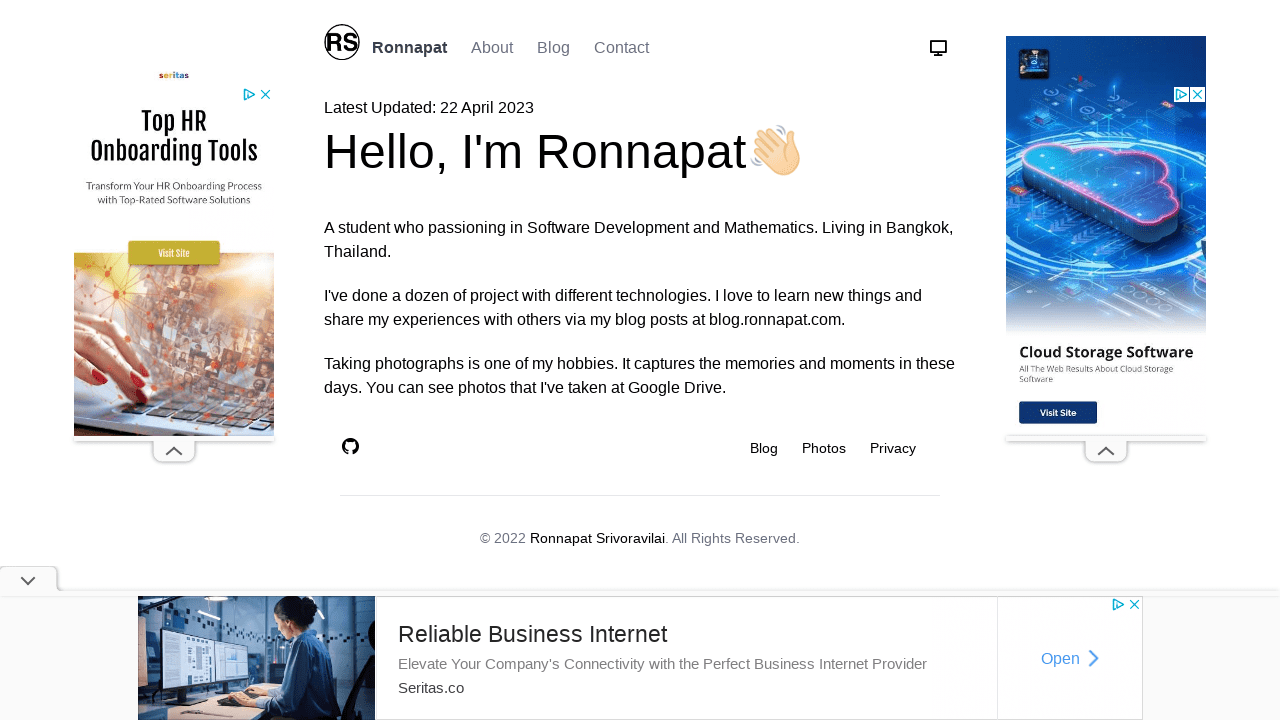 RS Ronnapat About Blog Contact
Latest Updated: 22 April 2023
Hello, I'm Ronnapat
A student who passioning in Software Development and Mathematics. Living in Bangkok,
Thailand.
I've done a dozen of project with different technologies. I love to learn new things and
share my experiences with others via my blog posts at blog.ronnapat.com.
Taking photographs is one of my hobbies. It captures the memories and moments in these
days. You can see photos that I've taken at Google Drive.
Blog Photos Privacy
© 2022 Ronnapat Srivoravilai. All Rights Reserved.
seritas
Top HR
Onboarding Tools
Transform Your HR Onboarding Process
with Top-Rated Software Solutions
Visit Site
Cloud Storage Software
All The Web Results About Cloud Storage
Software
Visit Site
Reliable Business Internet
Elevate Your Company's Connectivity with the Perfect Business Internet Provider
Seritas.co
Open